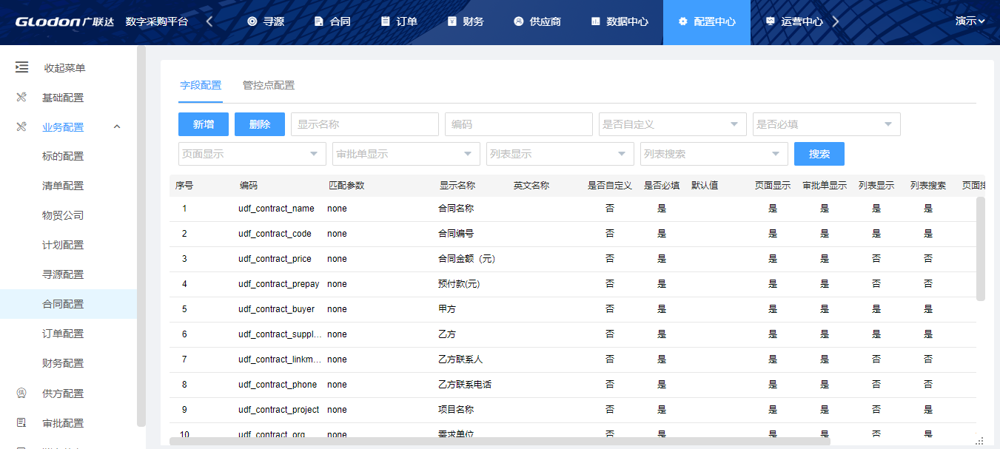 GLODON广联达 数字采购平台 寻源 合同 订单 财务 供应商 数据中心 配置中心 运营中心 演示
收起菜单
基础配置
业务配置
标的配置
清单配置
物贸公司
计划配置
寻源配置
合同配置
订单配置
财务配置
供方配置
审批配置
字段配置 管控点配置
新增 删除 显示名称 编码 是否自定义 是否必填
页面显示 审批单显示 列表显示 列表搜索 搜索
序号 编码 匹配参数 显示名称 英文名称 是否自定义 是否必填 默认值 页面显示 审批单显示 列表显示 列表搜索 页面排
1 udf_contract_name none 合同名称 否 是 是 是 是 是
2 udf_contract_code none 合同编号 否 是 是 是 是 是
3 udf_contract_price none 合同金额（元） 否 是 是 是 否 否
4 udf_contract_prepay none 预付款(元) 否 是 是 是 否 否
5 udf_contract_buyer none 甲方 否 是 是 是 是 是
6 udf_contract_suppl... none 乙方 否 是 是 是 是 是
7 udf_contract_linkm... none 乙方联系人 否 是 是 是 否 否
8 udf_contract_phone none 乙方联系电话 否 是 是 是 否 否
9 udf_contract_project none 项目名称 否 是 是 是 否 是
10 udf_contract_org none 需求单位 否 是 是 是 否 是